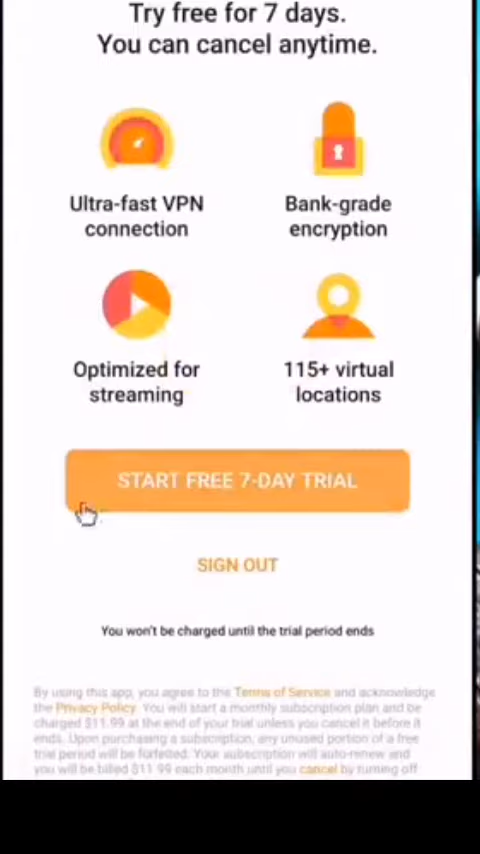 Try free for 7 days.
You can cancel anytime.
Ultra-fast VPN
connection
Bank-grade
encryption
Optimized for
streaming
115+ virtual
locations
START FREE 7-DAY TRIAL
SIGN OUT
You won't be charged until the trial period ends
By using this app, you agree to the Terms of Service and acknowledge
the Privacy Policy. You will start a monthly subscription plan and be
charged $11.99 at the end of your trial unless you cancel it before it
ends. Upon purchasing a subscription, any unused portion of a free
trial period will be forfeited. Your subscription will auto-renew and
you will be billed $11.99 each month until you cancel by turning off